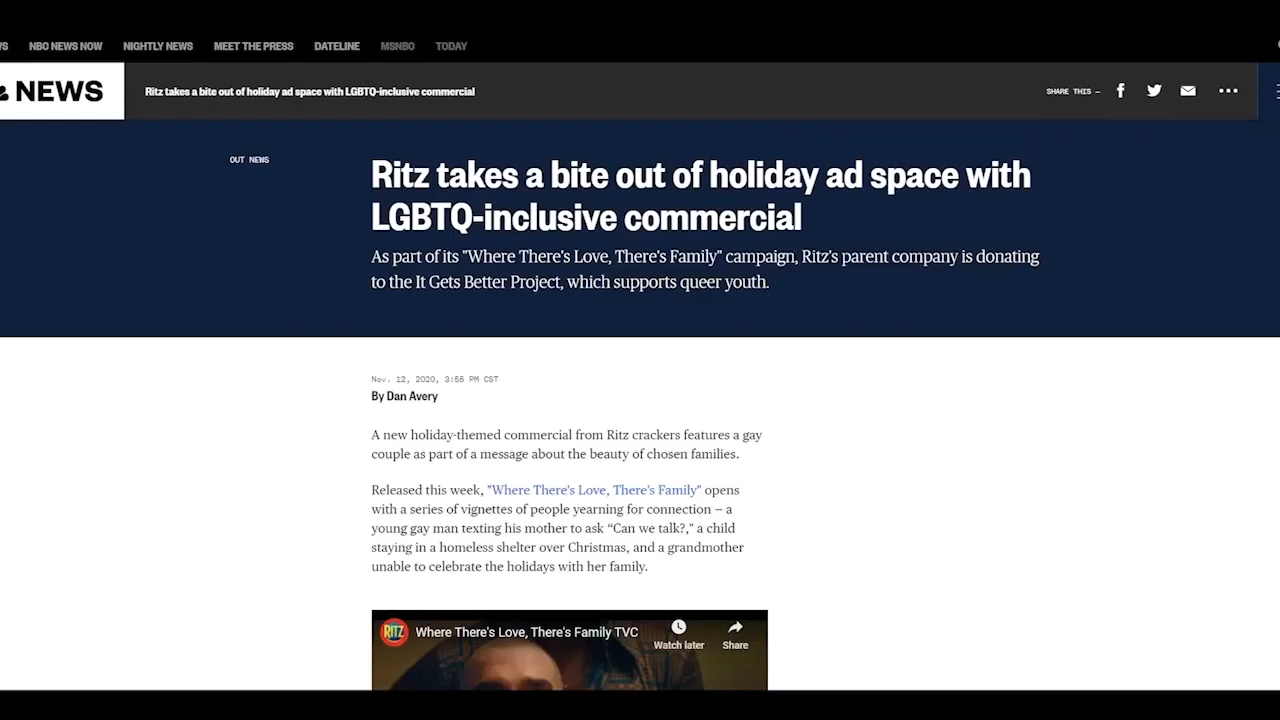 NBO NEWS NOW NIGHTLY NEWS MEET THE PRESS DATELINE MSNBO TODAY
NEWS Ritz takes a bite out of holiday ad space with LGBTQ-inclusive commercial SHARE THIS —
OUT NEWS
Ritz takes a bite out of holiday ad space with
LGBTQ-inclusive commercial
As part of its "Where There's Love, There's Family" campaign, Ritz's parent company is donating
to the It Gets Better Project, which supports queer youth.
Nov. 12, 2020, 3:55 PM CST
By Dan Avery
A new holiday-themed commercial from Ritz crackers features a gay
couple as part of a message about the beauty of chosen families.
Released this week, "Where There's Love, There's Family" opens
with a series of vignettes of people yearning for connection — a
young gay man texting his mother to ask “Can we talk?," a child
staying in a homeless shelter over Christmas, and a grandmother
unable to celebrate the holidays with her family.
RITZ Where There's Love, There's Family TVC
Watch later Share